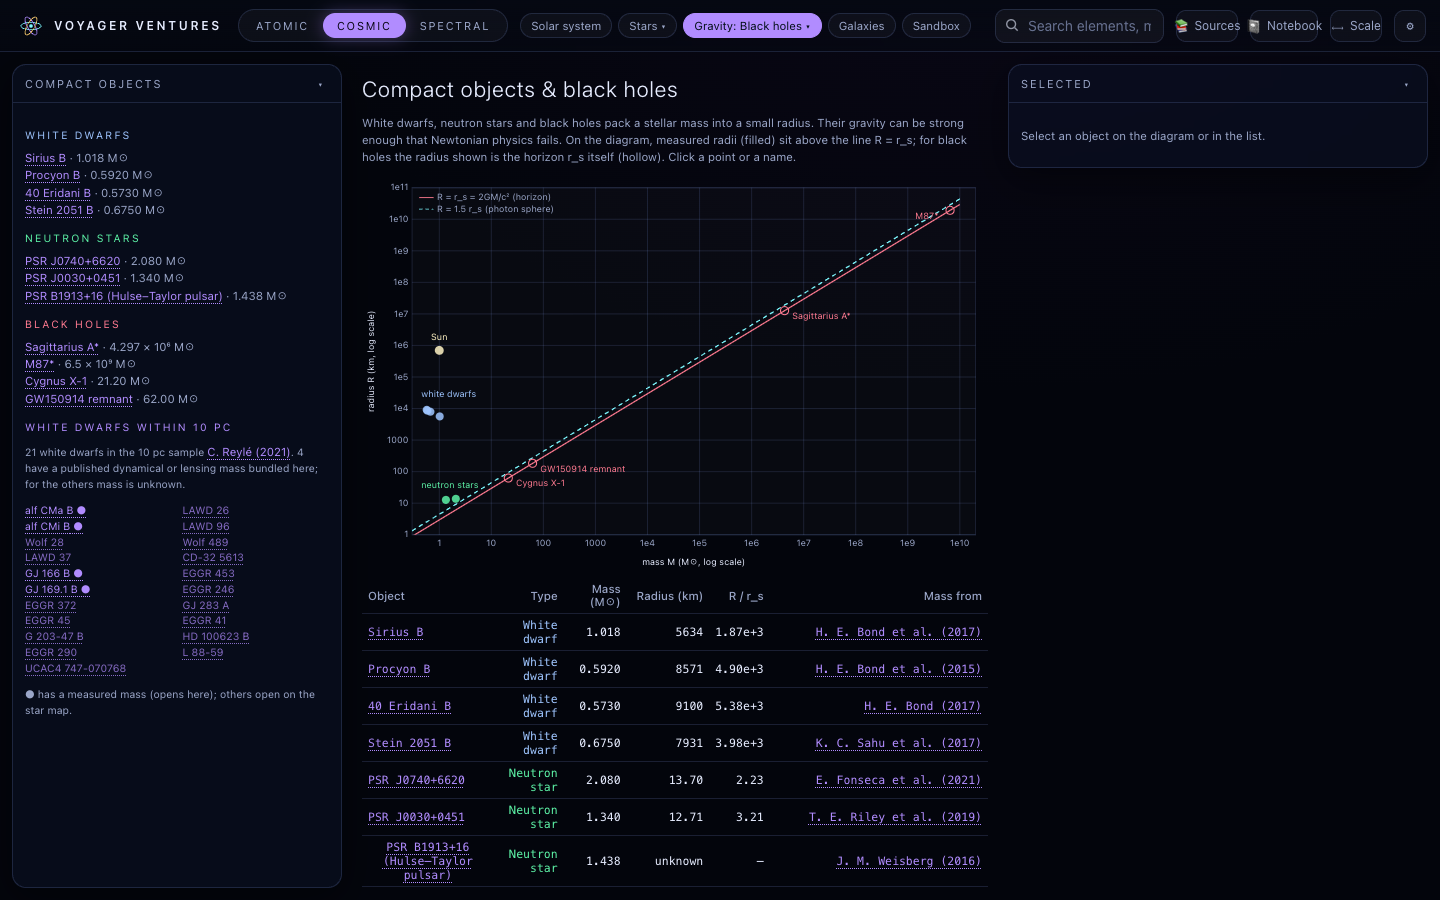 VOYAGER VENTURES
ATOMIC
COSMIC
SPECTRAL
Solar system
Stars ▾
Gravity: Black holes ▾
Galaxies
Sandbox
Search elements, m
Sources
Notebook
Scale
COMPACT OBJECTS
WHITE DWARFS
Sirius B · 1.018 M☉
Procyon B · 0.5920 M☉
40 Eridani B · 0.5730 M☉
Stein 2051 B · 0.6750 M☉
NEUTRON STARS
PSR J0740+6620 · 2.080 M☉
PSR J0030+0451 · 1.340 M☉
PSR B1913+16 (Hulse–Taylor pulsar) · 1.438 M☉
BLACK HOLES
Sagittarius A* · 4.297 × 10⁶ M☉
M87* · 6.5 × 10⁹ M☉
Cygnus X-1 · 21.20 M☉
GW150914 remnant · 62.00 M☉
WHITE DWARFS WITHIN 10 PC
21 white dwarfs in the 10 pc sample C. Reylé (2021). 4
have a published dynamical or lensing mass bundled here;
for the others mass is unknown.
alf CMa B ●
LAWD 26
alf CMi B ●
LAWD 96
Wolf 28
Wolf 489
LAWD 37
CD-32 5613
GJ 166 B ●
EGGR 453
GJ 169.1 B ●
EGGR 246
EGGR 372
GJ 283 A
EGGR 45
EGGR 41
G 203-47 B
HD 100623 B
EGGR 290
L 88-59
UCAC4 747-070768
● has a measured mass (opens here); others open on the
star map.
Compact objects & black holes
White dwarfs, neutron stars and black holes pack a stellar mass into a small radius. Their gravity can be strong
enough that Newtonian physics fails. On the diagram, measured radii (filled) sit above the line R = r_s; for black
holes the radius shown is the horizon r_s itself (hollow). Click a point or a name.
R = r_s = 2GM/c² (horizon)
R = 1.5 r_s (photon sphere)
radius R (km, log scale)
1e11
1e10
1e9
1e8
1e7
1e6
1e5
1e4
1000
100
10
1
M87*
Sagittarius A*
Sun
white dwarfs
GW150914 remnant
Cygnus X-1
neutron stars
1 10 100 1000 1e4 1e5 1e6 1e7 1e8 1e9 1e10
mass M (M☉, log scale)
Object Type Mass (M☉) Radius (km) R / r_s Mass from
Sirius B White dwarf 1.018 5634 1.87e+3 H. E. Bond et al. (2017)
Procyon B White dwarf 0.5920 8571 4.90e+3 H. E. Bond et al. (2015)
40 Eridani B White dwarf 0.5730 9100 5.38e+3 H. E. Bond (2017)
Stein 2051 B White dwarf 0.6750 7931 3.98e+3 K. C. Sahu et al. (2017)
PSR J0740+6620 Neutron star 2.080 13.70 2.23 E. Fonseca et al. (2021)
PSR J0030+0451 Neutron star 1.340 12.71 3.21 T. E. Riley et al. (2019)
PSR B1913+16 (Hulse–Taylor pulsar) Neutron star 1.438 unknown — J. M. Weisberg (2016)
SELECTED
Select an object on the diagram or in the list.